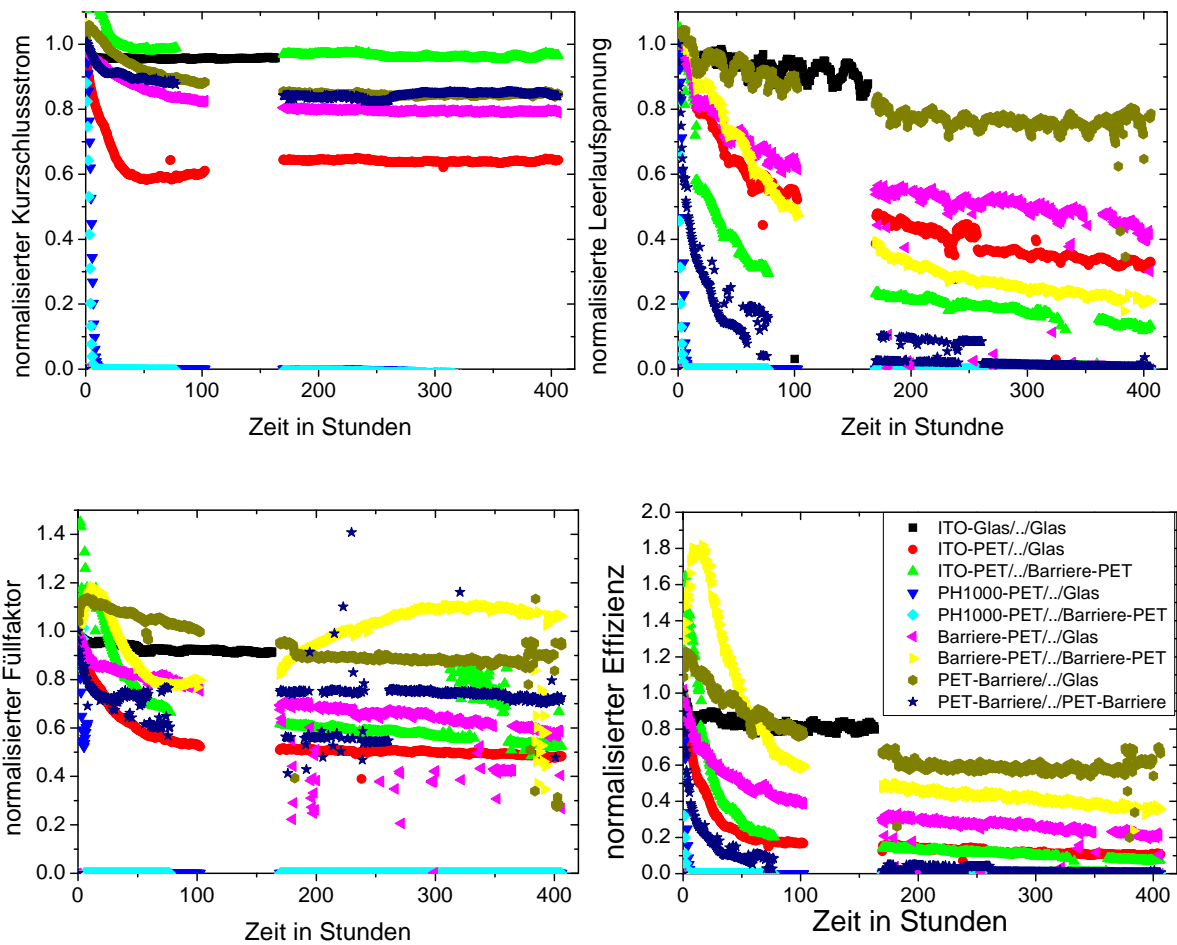 normalisierter Kurzschlussstrom
1.0
0.8
0.6
0.4
0.2
0.0
0 100 200 300 400
Zeit in Stunden
normalisierte Leerlaufspannung
1.0
0.8
0.6
0.4
0.2
0.0
0 100 200 300 400
Zeit in Stundne
normalisierter Füllfaktor
1.4
1.2
1.0
0.8
0.6
0.4
0.2
0.0
0 100 200 300 400
Zeit in Stunden
normalisierter Effizienz
2.0
1.8
1.6
1.4
1.2
1.0
0.8
0.6
0.4
0.2
0.0
0 100 200 300 400
Zeit in Stunden
ITO-Glas/../Glas
ITO-PET/../Glas
ITO-PET/../Barriere-PET
PH1000-PET/../Glas
PH1000-PET/../Barriere-PET
Barriere-PET/../Glas
Barriere-PET/../Barriere-PET
PET-Barriere/../Glas
PET-Barriere/../PET-Barriere